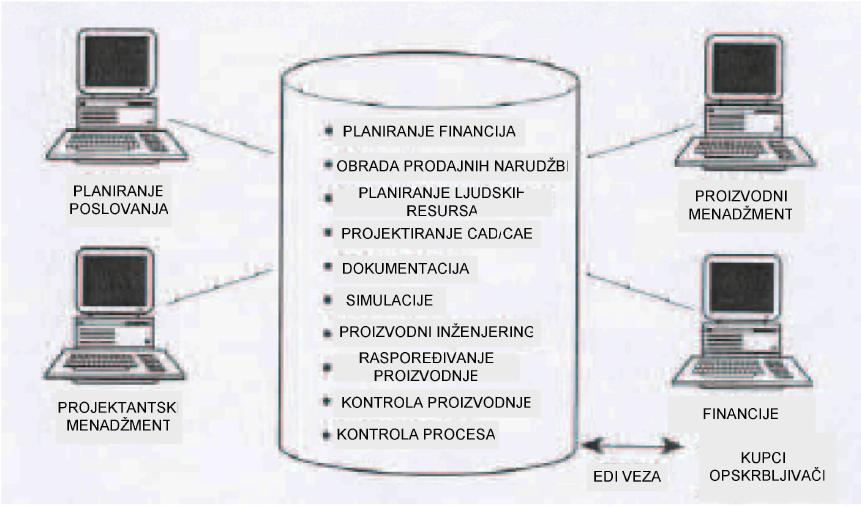 PLANIRANJE
POSLOVANJA
PROJEKTANTSKI
MENADŽMENT
PLANIRANJE FINANCIJA
OBRADA PRODAJNIH NARUDŽBI
PLANIRANJE LJUDSKIH
RESURSA
PROJEKTIRANJE CAD/CAE
DOKUMENTACIJA
SIMULACIJE
PROIZVODNI INŽENJERING
RASPOREĐIVANJE
PROIZVODNJE
KONTROLA PROIZVODNJE
KONTROLA PROCESA
PROIZVODNI
MENADŽMENT
FINANCIJE
EDI VEZA
KUPCI
OPSKRBLJIVAČI